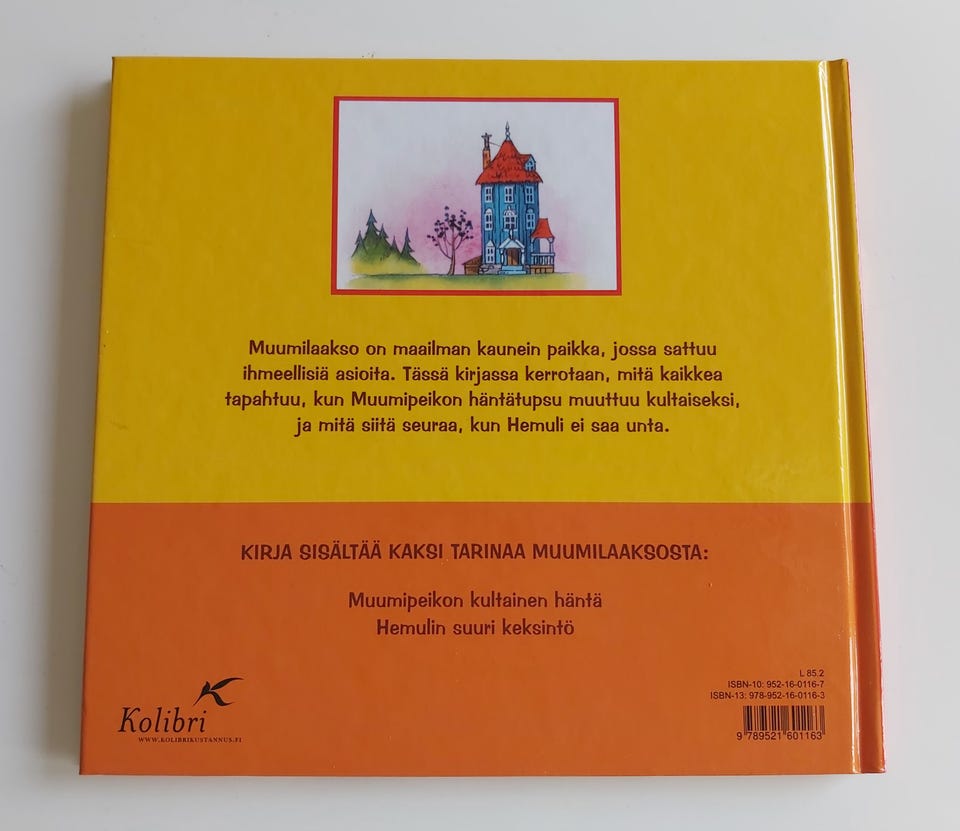 Muumilaakso on maailman kaunein paikka, jossa sattuu
ihmeellisiä asioita. Tässä kirjassa kerrotaan, mitä kaikkea
tapahtuu, kun Muumipeikon häntätupsu muuttuu kultaiseksi,
ja mitä siitä seuraa, kun Hemuli ei saa unta.
KIRJA SISÄLTÄÄ KAKSI TARINAA MUUMILAAKSOSTA:
Muumipeikon kultainen häntä
Hemulin suuri keksintö
L 85.2
ISBN-10: 952-16-0116-7
ISBN-13: 978-952-16-0116-3
9 789521 601163
Kolibri
WWW.KOLIBRIKUSTANNUS.FI